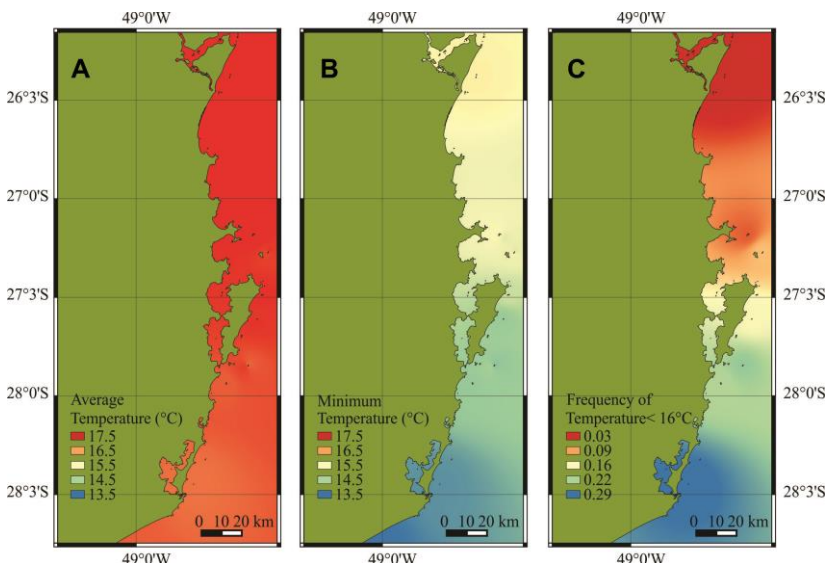 49°0'W 49°0'W 49°0'W
A B C
26°3'S 26°3'S
27°0'S 27°0'S
27°3'S 27°3'S
28°0'S 28°0'S
28°3'S 28°3'S
Average
Temperature (°C)
17.5
16.5
15.5
14.5
13.5
0 10 20 km
Minimum
Temperature (°C)
17.5
16.5
15.5
14.5
13.5
0 10 20 km
Frequency of
Temperature< 16°C
0.03
0.09
0.16
0.22
0.29
0 10 20 km
49°0'W 49°0'W 49°0'W